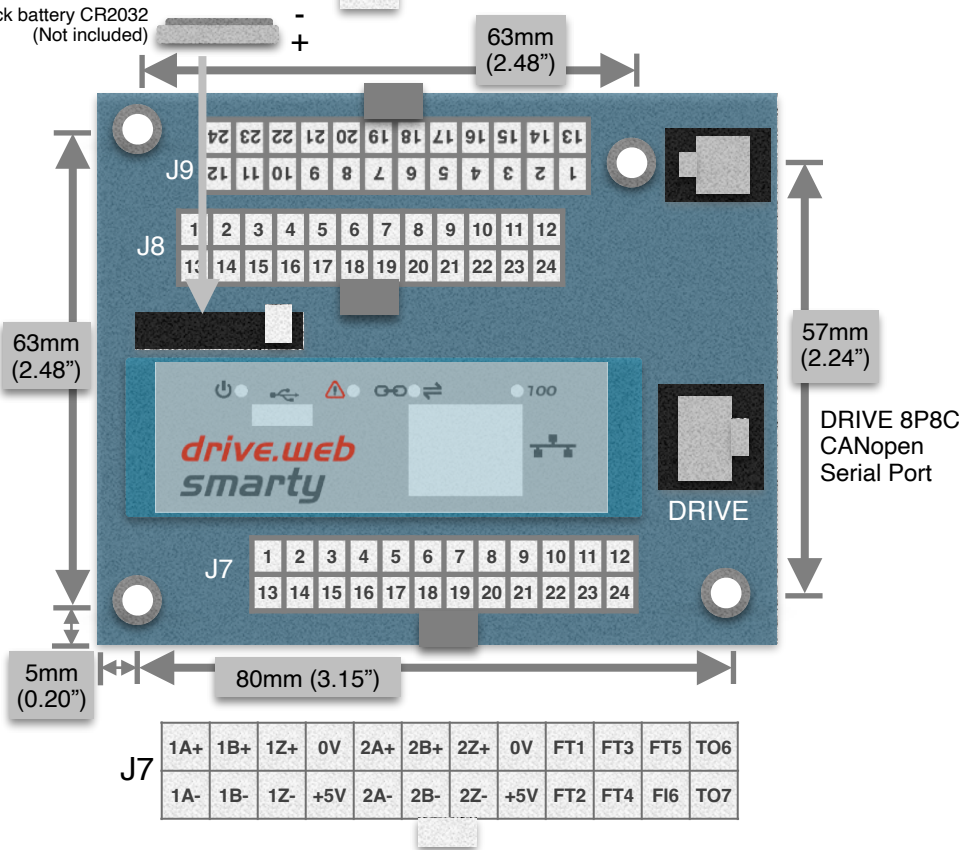 ck battery CR2032
(Not included)
-
+
63mm
(2.48”)
24 23 22 21 20 19 18 17 16 15 14 13
J9
12 11 10 9 8 7 6 5 4 3 2 1
J8
1 2 3 4 5 6 7 8 9 10 11 12
13 14 15 16 17 18 19 20 21 22 23 24
63mm
(2.48”)
57mm
(2.24”)
100
drive.web
smarty
DRIVE
DRIVE 8P8C
CANopen
Serial Port
J7
1 2 3 4 5 6 7 8 9 10 11 12
13 14 15 16 17 18 19 20 21 22 23 24
5mm
(0.20”)
80mm (3.15”)
J7
1A+ 1B+ 1Z+ 0V 2A+ 2B+ 2Z+ 0V FT1 FT3 FT5 TO6
1A- 1B- 1Z- +5V 2A- 2B- 2Z- +5V FT2 FT4 FI6 TO7